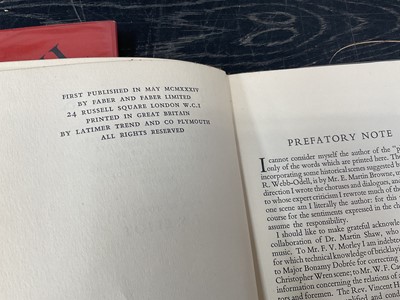 FIRST PUBLISHED IN MAY MCMXXXIV
BY FABER AND FABER LIMITED
24 RUSSELL SQUARE LONDON W.C.1
PRINTED IN GREAT BRITAIN
BY LATIMER TREND AND CO PLYMOUTH
ALL RIGHTS RESERVED
PREFATORY NOTE
I cannot consider myself the author of the
only of the words which are printed here. The
incorporating some historical scenes suggested
R. Webb-Odell, is by Mr. E. Martin Browne,
direction I wrote the choruses and dialogues, and
to whose expert criticism I rewrote much of the
one scene am I literally the author: for this
course for the sentiments expressed in the
assume the responsibility.
I should like to make grateful
collaboration of Dr. Martin Shaw, who
music. To Mr. F. V. Morley I am indebted
for which technical knowledge of
to Major Bonamy Dobrée for correcting
Christopher Wren scene; to Mr. W. F.
information concerning the relations of
tors and foremen. The Rev. Vincent
and